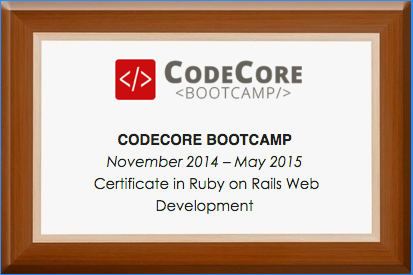 </>
CODECORE
<BOOTCAMP/>
CODECORE BOOTCAMP
November 2014 – May 2015
Certificate in Ruby on Rails Web
Development